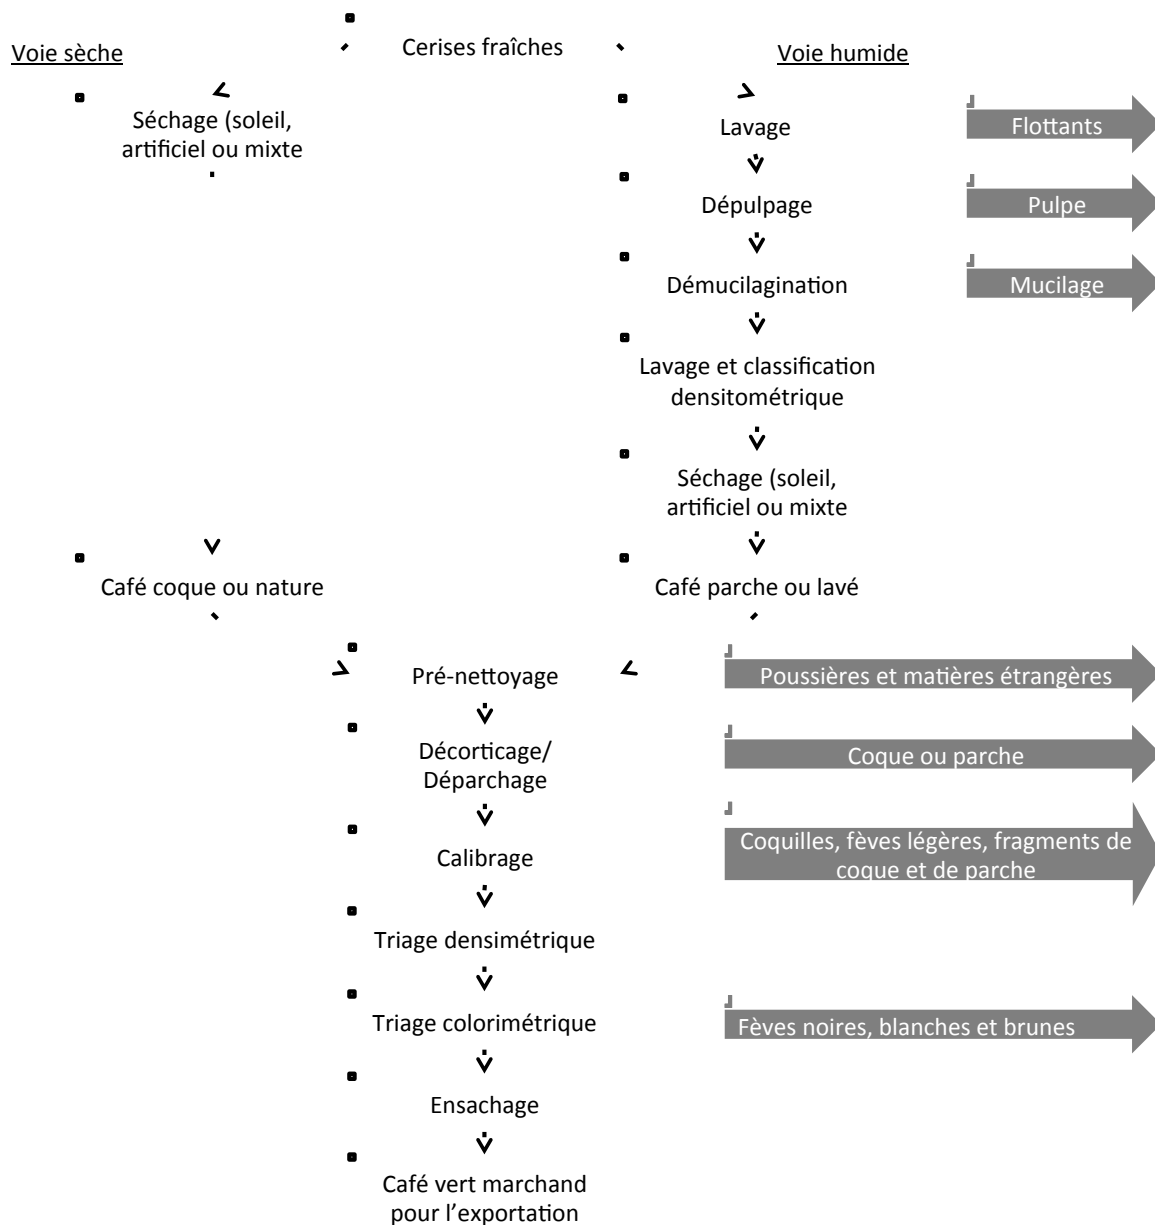 Voie sèche
Cerises fraîches
Voie humide
Séchage (soleil,
artificiel ou mixte
Lavage
Flottants
Dépulpage
Pulpe
Démucilagination
Mucilage
Lavage et classification
densitométrique
Séchage (soleil,
artificiel ou mixte
Café coque ou nature
Café parche ou lavé
Pré-nettoyage
Poussières et matières étrangères
Décorticage/
Déparchage
Coque ou parche
Calibrage
Coquilles, fèves légères, fragments de
coque et de parche
Triage densimétrique
Triage colorimétrique
Fèves noires, blanches et brunes
Ensachage
Café vert marchand
pour l'exportation